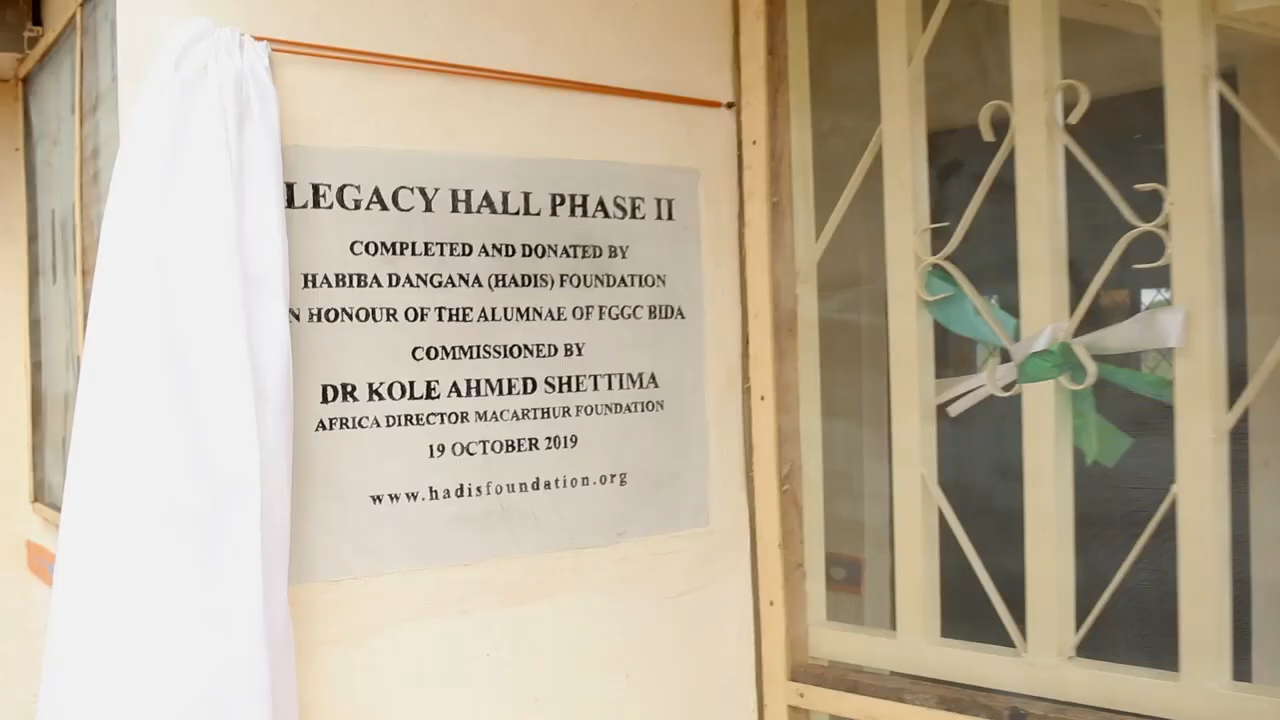 LEGACY HALL PHASE II
COMPLETED AND DONATED BY
HABIBA DANGANA (HADIS) FOUNDATION
N HONOUR OF THE ALUMNAE OF FGGC BIDA
COMMISSIONED BY
DR KOLE AHMED SHETTIMA
AFRICA DIRECTOR MACARTHUR FOUNDATION
19 OCTOBER 2019
www.hadisfoundation.org